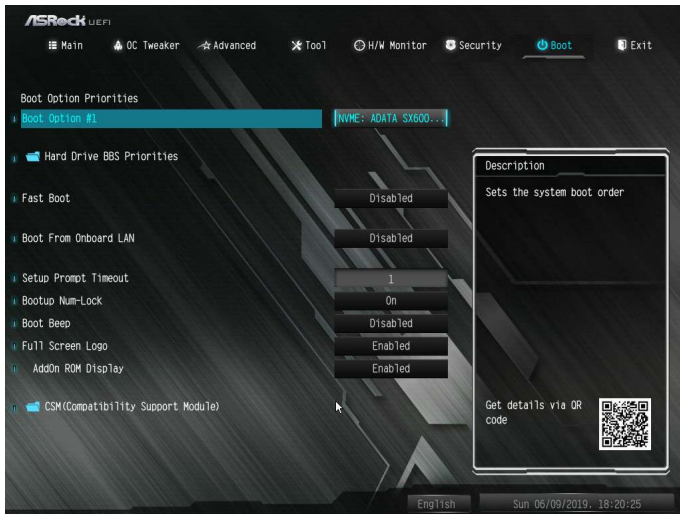 ASRock UEFI
Main OC Tweaker Advanced Tool H/W Monitor Security Boot Exit
Boot Option Priorities
Boot Option #1 NVME: ADATA SX600...
Hard Drive BBS Priorities
Fast Boot Disabled
Boot From Onboard LAN Disabled
Setup Prompt Timeout 1
Bootup Num-Lock On
Boot Beep Disabled
Full Screen Logo Enabled
AddOn ROM Display Enabled
CSM(Compatibility Support Module)
Description
Sets the system boot order
Get details via QR
code
English Sun 06/09/2019. 18:20:25